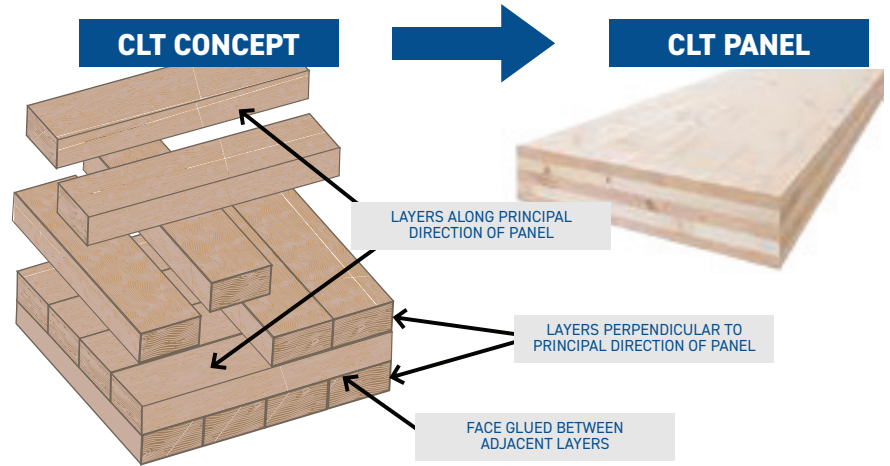 CLT CONCEPT
CLT PANEL
LAYERS ALONG PRINCIPAL
DIRECTION OF PANEL
LAYERS PERPENDICULAR TO
PRINCIPAL DIRECTION OF PANEL
FACE GLUED BETWEEN
ADJACENT LAYERS